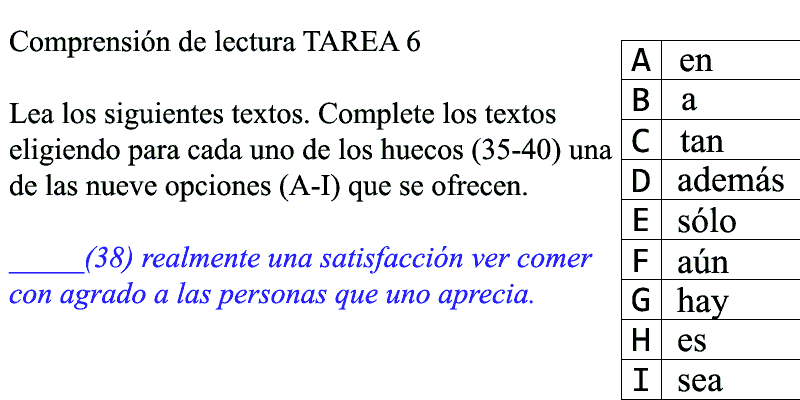 Comprensión de lectura TAREA 6
Lea los siguientes textos. Complete los textos
eligiendo para cada uno de los huecos (35-40) una
de las nueve opciones (A-I) que se ofrecen.
_____(38) realmente una satisfacción ver comer
con agrado a las personas que uno aprecia.
A en
B a
C tan
D además
E sólo
F aún
G hay
H es
I sea